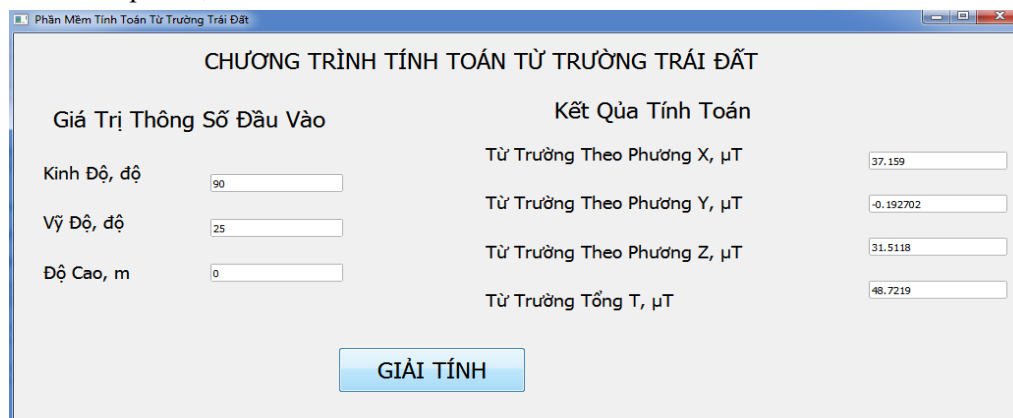 Phần Mềm Tính Toán Từ Trường Trái Đất
CHƯƠNG TRÌNH TÍNH TOÁN TỪ TRƯỜNG TRÁI ĐẤT
Giá Trị Thông Số Đầu Vào
Kinh Độ, độ
90
Vỹ Độ, độ
25
Độ Cao, m
0
Kết Qủa Tính Toán
Từ Trường Theo Phương X, µT
37.159
Từ Trường Theo Phương Y, µT
-0.192702
Từ Trường Theo Phương Z, µT
31.5118
Từ Trường Tổng T, µT
48.7219
GIẢI TÍNH